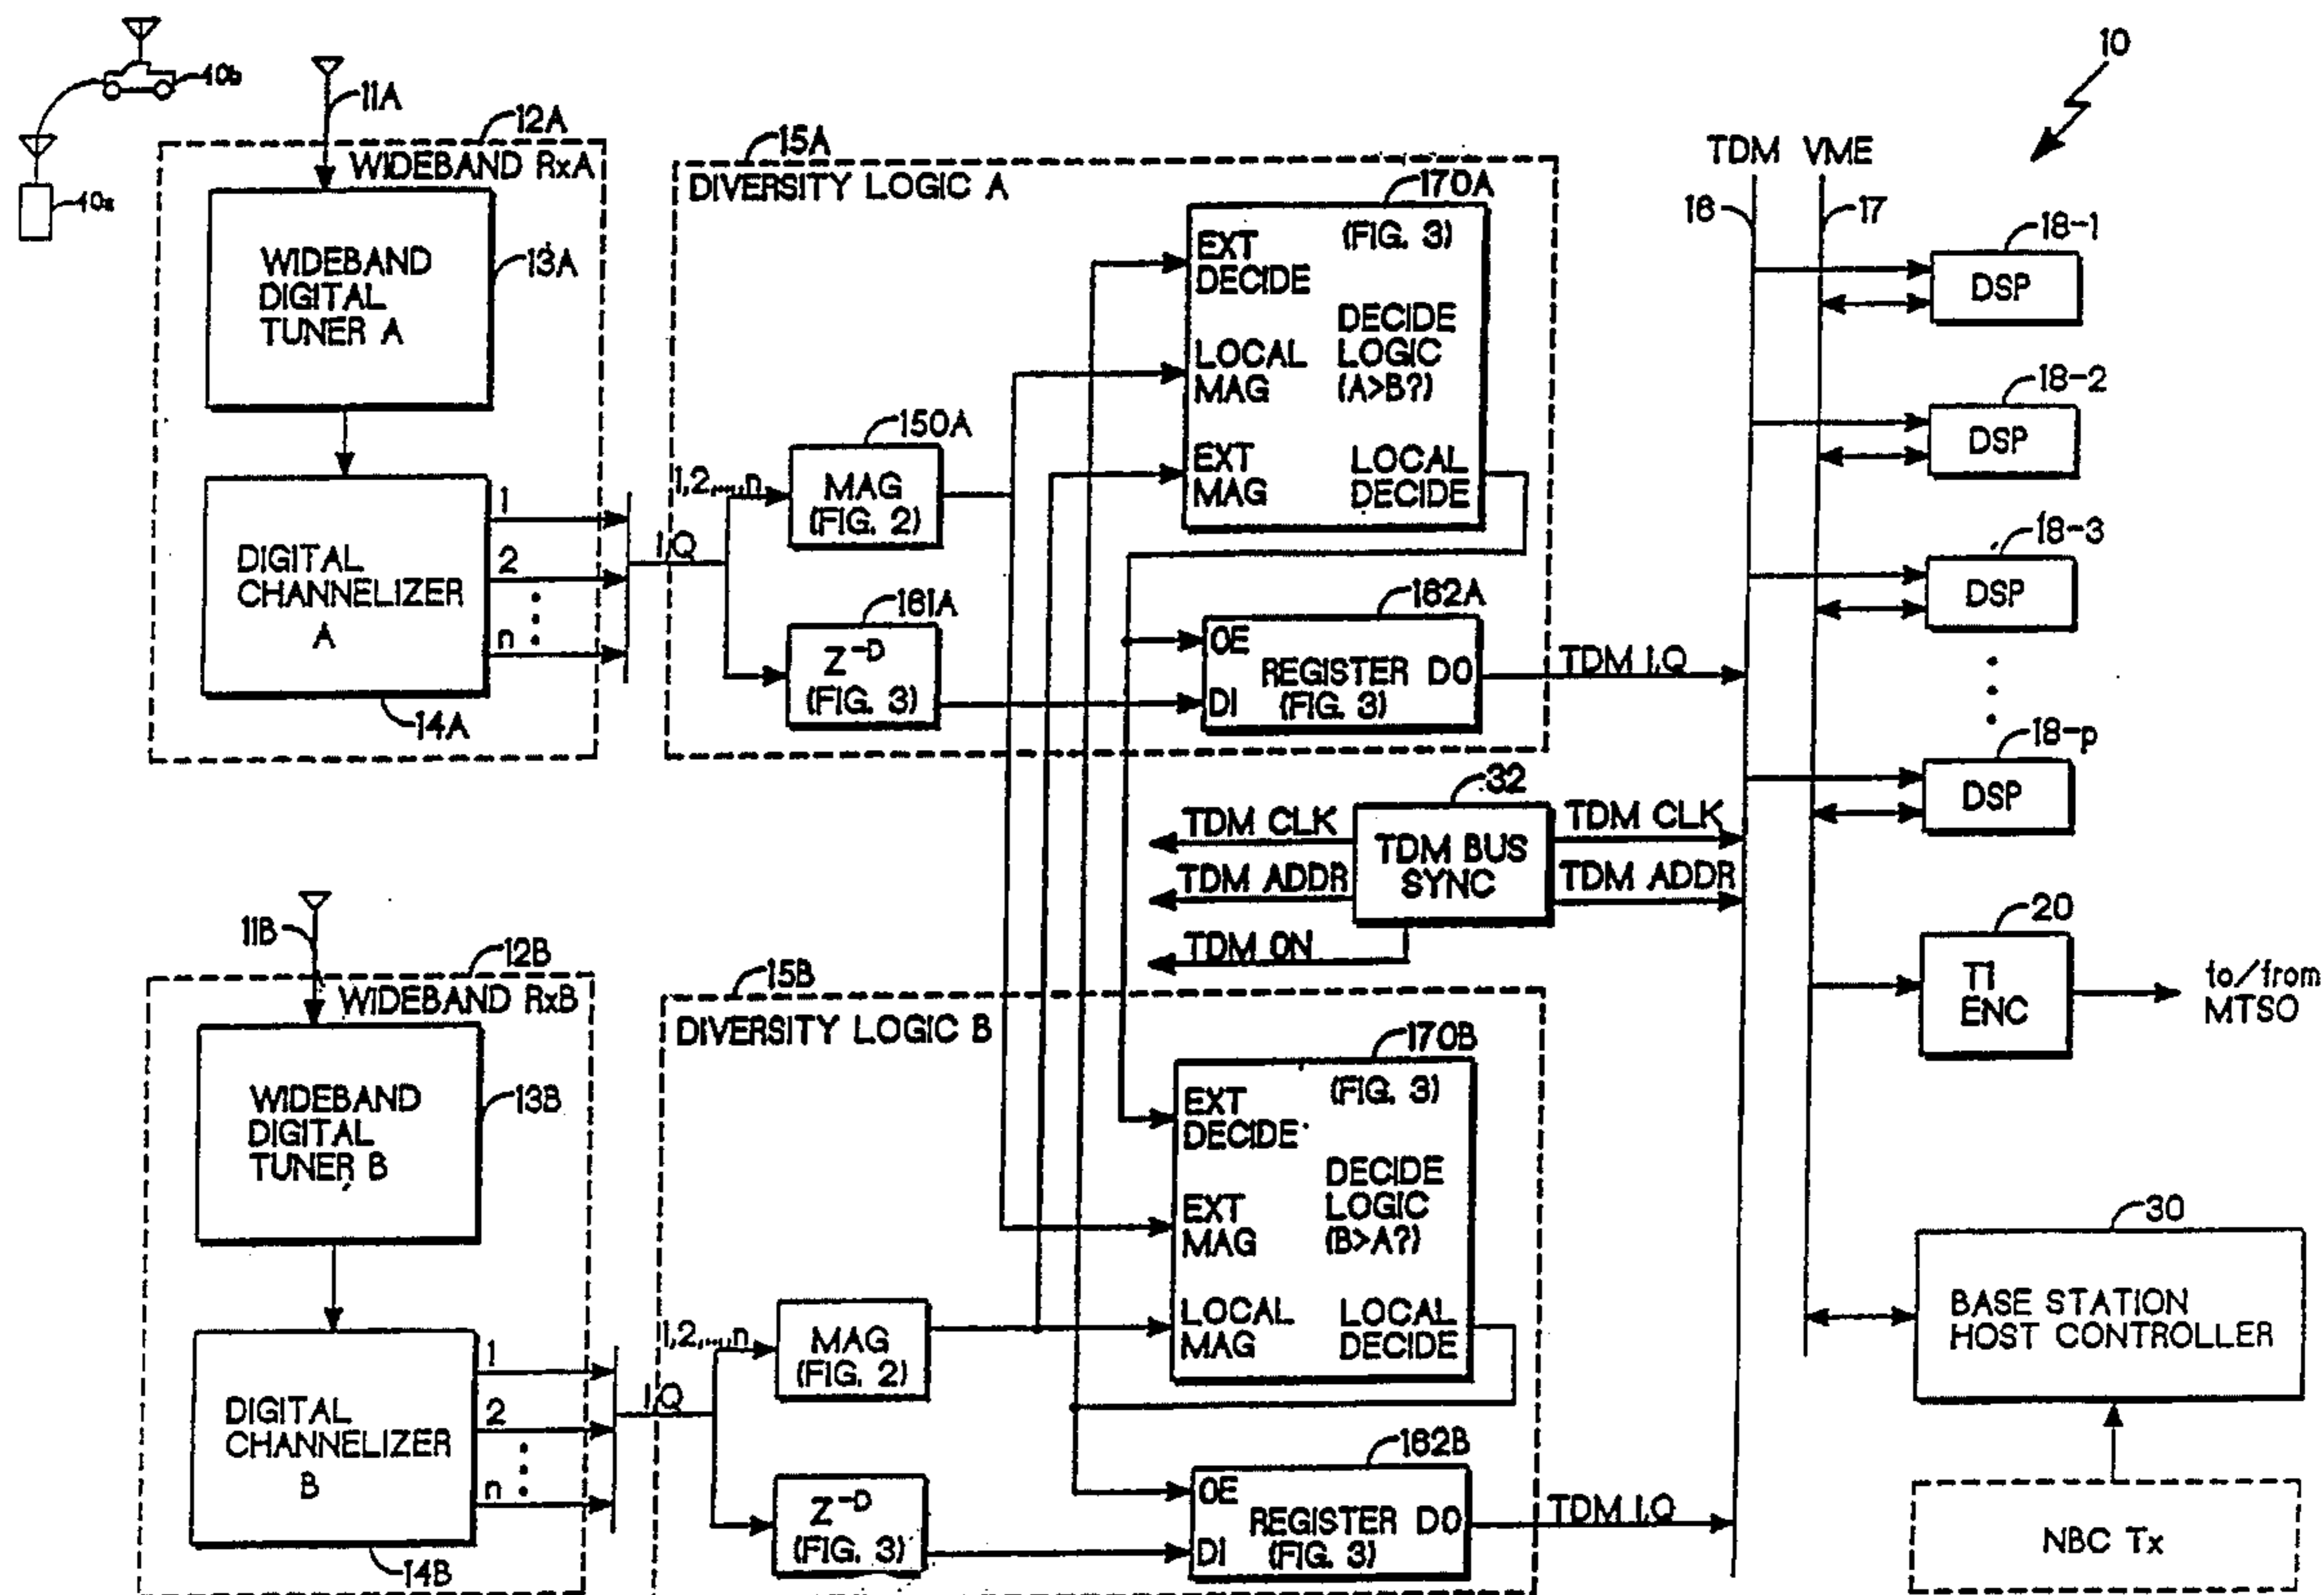 10
40b
40a
11A
12A
WIDEBAND RxA
WIDEBAND
DIGITAL
TUNER A
13A
DIGITAL
CHANNELIZER
A
14A
1
2
n
I,Q
15A
DIVERSITY LOGIC A
1,2,...,n
150A
MAG
(FIG. 2)
161A
Z-D
(FIG. 3)
170A
(FIG. 3)
EXT
DECIDE
DECIDE
LOGIC
(A>B?)
LOCAL
MAG
EXT
MAG
LOCAL
DECIDE
162A
OE
REGISTER DO
(FIG. 3)
DI
TDM I,Q
TDM VME
16
17
18-1
DSP
18-2
DSP
18-3
DSP
18-p
DSP
32
TDM BUS
SYNC
TDM CLK
TDM ADDR
TDM ON
TDM CLK
TDM ADDR
20
T1
ENC
to/from
MTSO
30
BASE STATION
HOST CONTROLLER
NBC Tx
11B
12B
WIDEBAND RxB
WIDEBAND
DIGITAL
TUNER B
13B
DIGITAL
CHANNELIZER
B
14B
1
2
n
I,Q
15B
DIVERSITY LOGIC B
1,2,...,n
MAG
(FIG. 2)
Z-D
(FIG. 3)
170B
(FIG. 3)
EXT
DECIDE
DECIDE
LOGIC
(B>A?)
EXT
MAG
LOCAL
MAG
LOCAL
DECIDE
162B
OE
REGISTER DO
(FIG. 3)
DI
TDM I,Q